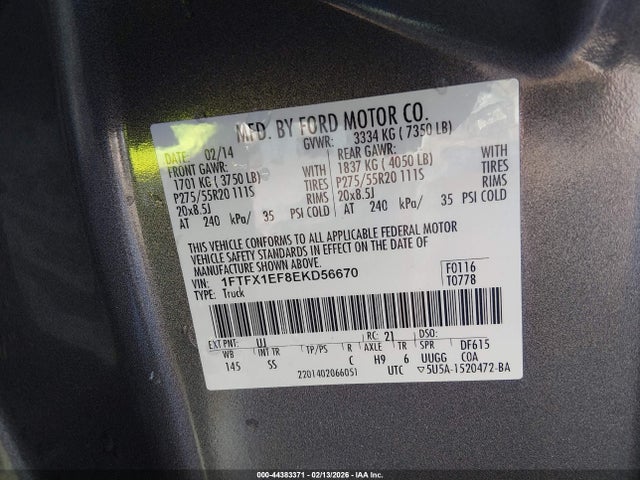 MFD. BY FORD MOTOR CO.
DATE: 02/14 GVWR: 3334 KG ( 7350 LB)
FRONT GAWR: WITH REAR GAWR: WITH
1701 KG ( 3750 LB) TIRES 1837 KG ( 4050 LB) TIRES
P275/55R20 111S RIMS P275/55R20 111S RIMS
20x8.5J 20x8.5J
AT 240 kPa/ 35 PSI COLD AT 240 kPa/ 35 PSI COLD
THIS VEHICLE CONFORMS TO ALL APPLICABLE FEDERAL MOTOR
VEHICLE SAFETY STANDARDS IN EFFECT ON THE DATE OF
MANUFACTURE SHOWN ABOVE.
VIN: 1FTFX1EF8EKD56670 F0116
TYPE: Truck T0778
EXT PNT: UJ RC: 21 DSO:
WB INT TR TP/PS R AXLE TR SPR DF615
145 SS C H9 6 UUGG COA
2201402066051 UTC ▽5U5A-1520472-BA
000-44383371 - 02/13/2026 - IAA Inc.